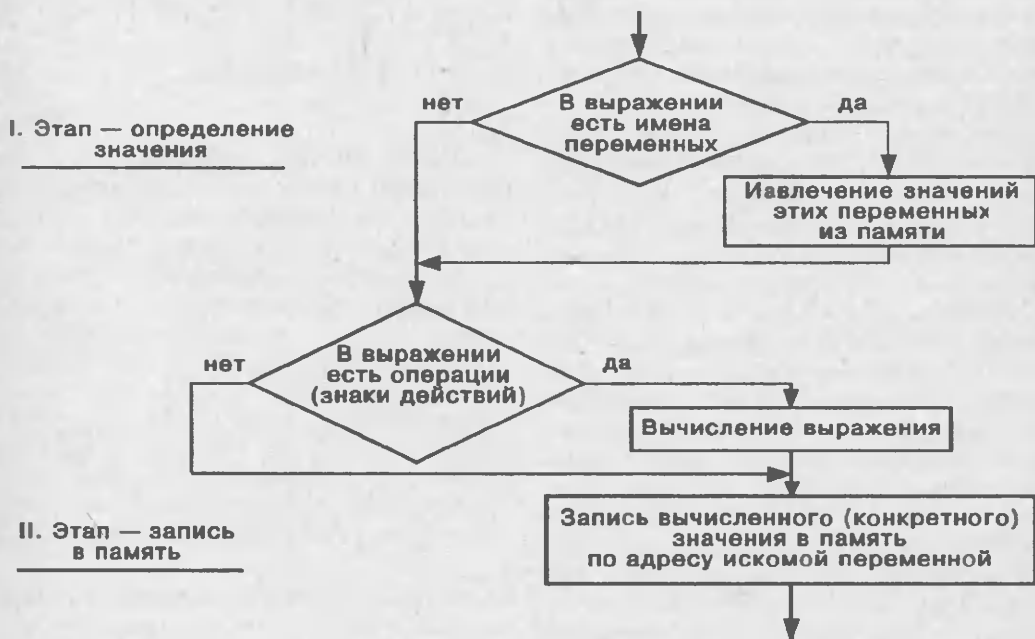 В выражении
есть имена
переменных
нет
да
I. Этап — определение
значения
Иавлечение значений
этих переменных
из памяти
В выражении
есть операции
(знаки действий)
нет
да
Вычисление выражения
II. Этап — запись
в память
Запись вычисленного (конкретного)
значения в память
по адресу искомой переменной